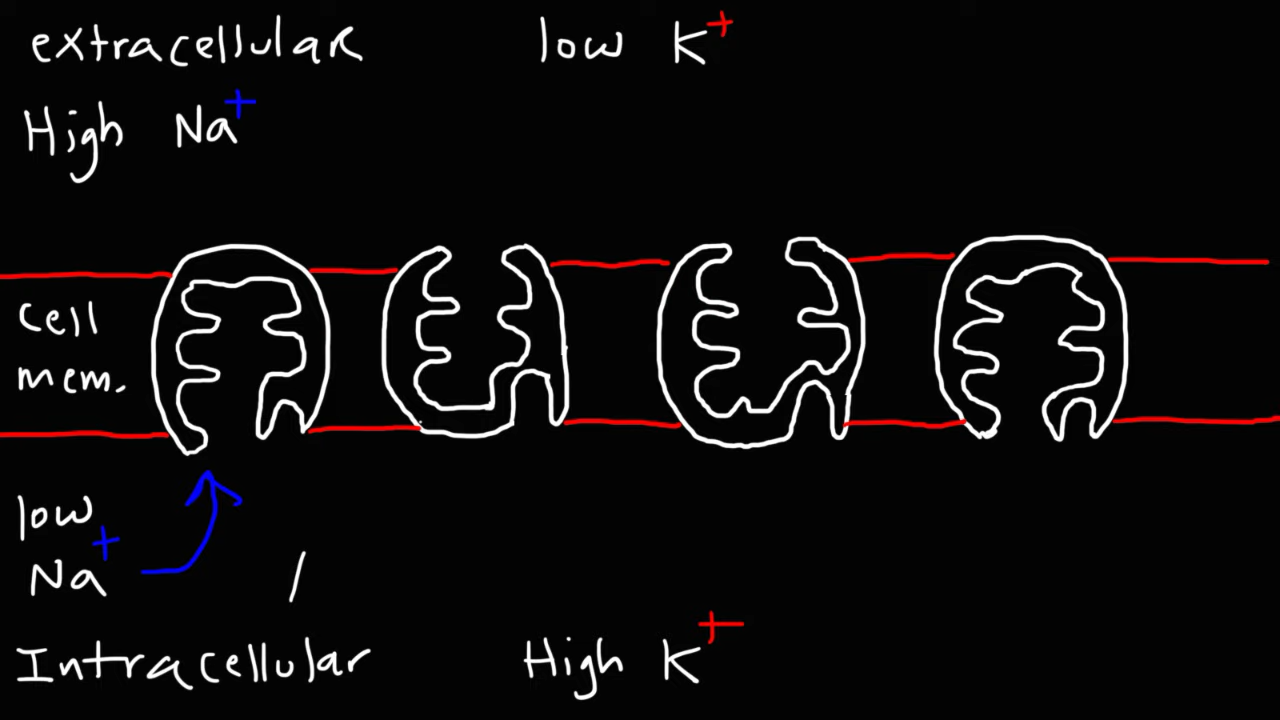 extracellular low K+
High Na+
cell
mem.
low
Na+
Intracellular High K+